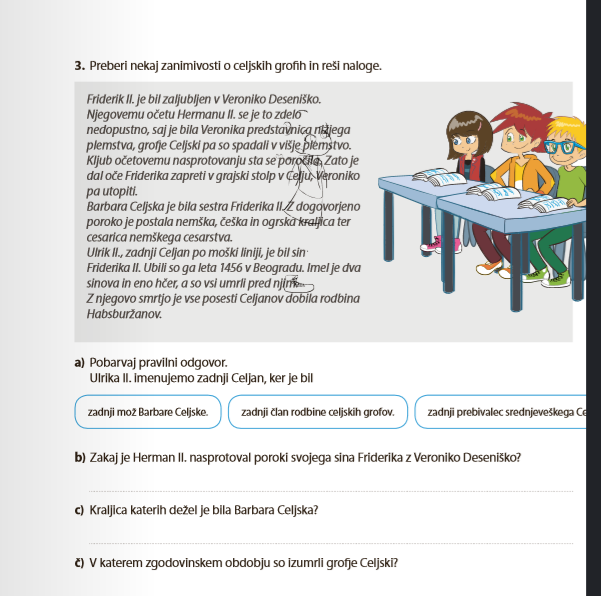 3. Preberi nekaj zanimivosti o celjskih grofih in reši naloge.
Friderik II. je bil zaljubljen v Veroniko Deseniško.
Njegovemu očetu Hermanu II. se je to zdelo
nedopustno, saj je bila Veronika predstavnica nižjega
plemstva, grofje Celjski pa so spadali v višje plemstvo.
Kljub očetovemu nasprotovanju sta se poročila. Zato je
dal oče Friderika zapreti v grajski stolp v Celju, Veroniko
pa utopiti.
Barbara Celjska je bila sestra Friderika II. Z dogovorjeno
poroko je postala nemška, češka in ogrska kraljica ter
cesarica nemškega cesarstva.
Ulrik II., zadnji Celjan po moški liniji, je bil sin
Friderika II. Ubili so ga leta 1456 v Beogradu. Imel je dva
sinova in eno hčer, a so vsi umrli pred njim.
Z njegovo smrtjo je vse posesti Celjanov dobila rodbina
Habsburžanov.
a) Pobarvaj pravilni odgovor.
Ulrika II. imenujemo zadnji Celjan, ker je bil
zadnji mož Barbare Celjske.
zadnji član rodbine celjskih grofov.
zadnji prebivalec srednjeveškega Ce
b) Zakaj je Herman II. nasprotoval poroki svojega sina Friderika z Veroniko Deseniško?
c) Kraljica katerih dežel je bila Barbara Celjska?
č) V katerem zgodovinskem obdobju so izumrli grofje Celjski?